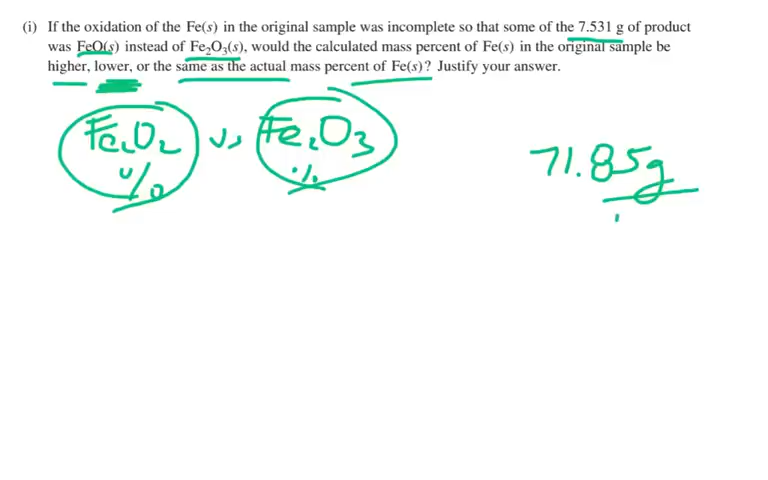 (i) If the oxidation of the Fe(s) in the original sample was incomplete so that some of the 7.531 g of product
was FeO(s) instead of Fe₂O₃(s), would the calculated mass percent of Fe(s) in the original sample be
higher, lower, or the same as the actual mass percent of Fe(s)? Justify your answer.
Fe₂O₂ vs Fe₂O₃
% %
71.85g